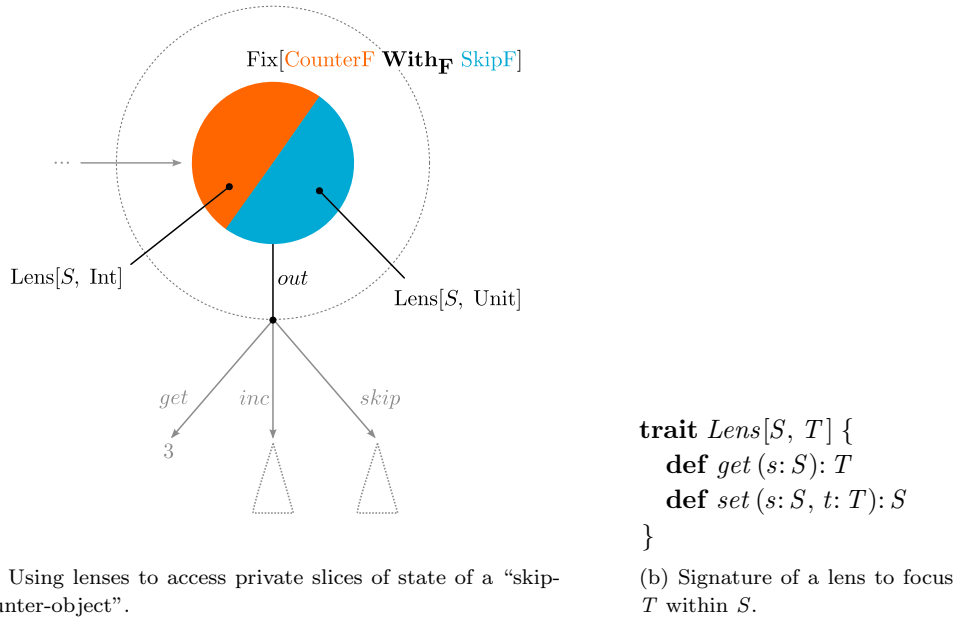 Fix[CounterF With_F SkipF]
...
Lens[S, Int]
out
Lens[S, Unit]
get
inc
skip
3
trait Lens[S, T] {
def get (s: S): T
def set (s: S, t: T): S
}
Using lenses to access private slices of state of a “skip-
unter-object”.
(b) Signature of a lens to focus
T within S.